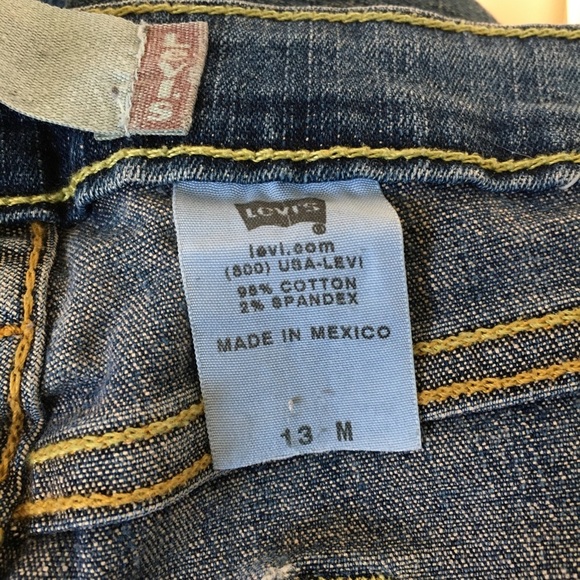 LEVI'S
LEVI'S
®
levi.com
(800) USA-LEVI
98% COTTON
2% SPANDEX
MADE IN MEXICO
13 M